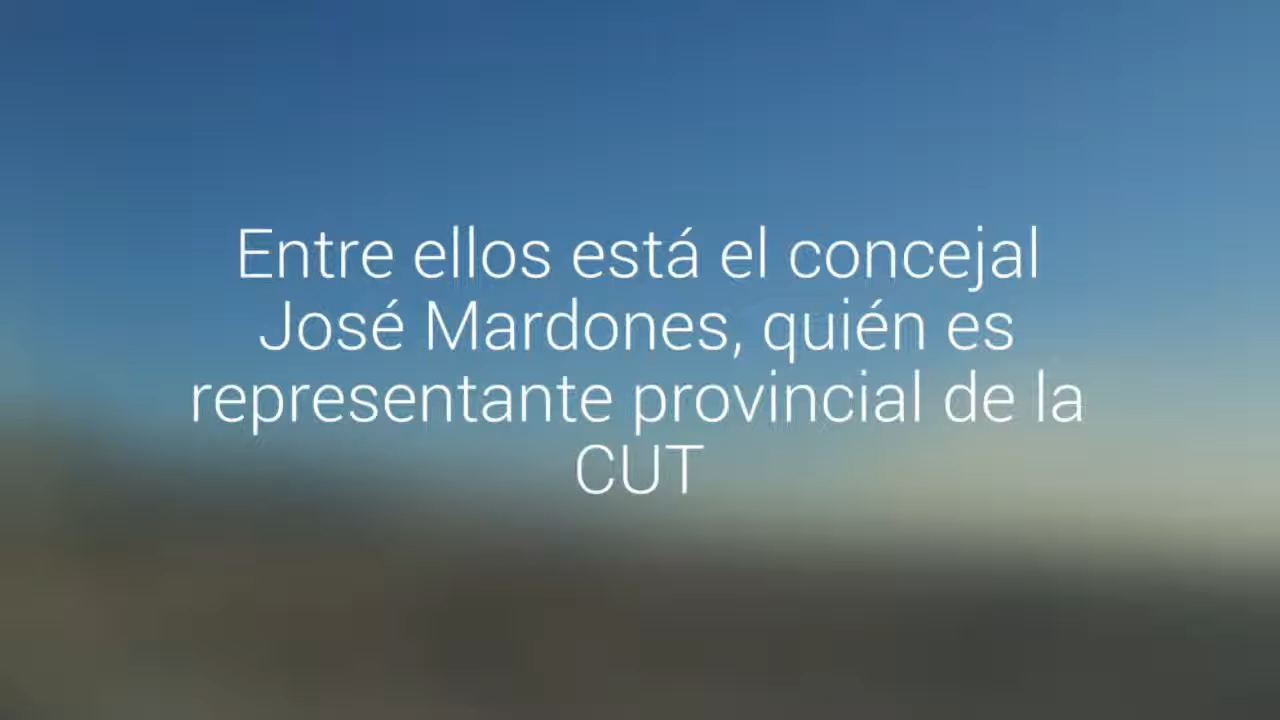 Entre ellos está el concejal
José Mardones, quién es
representante provincial de la
CUT